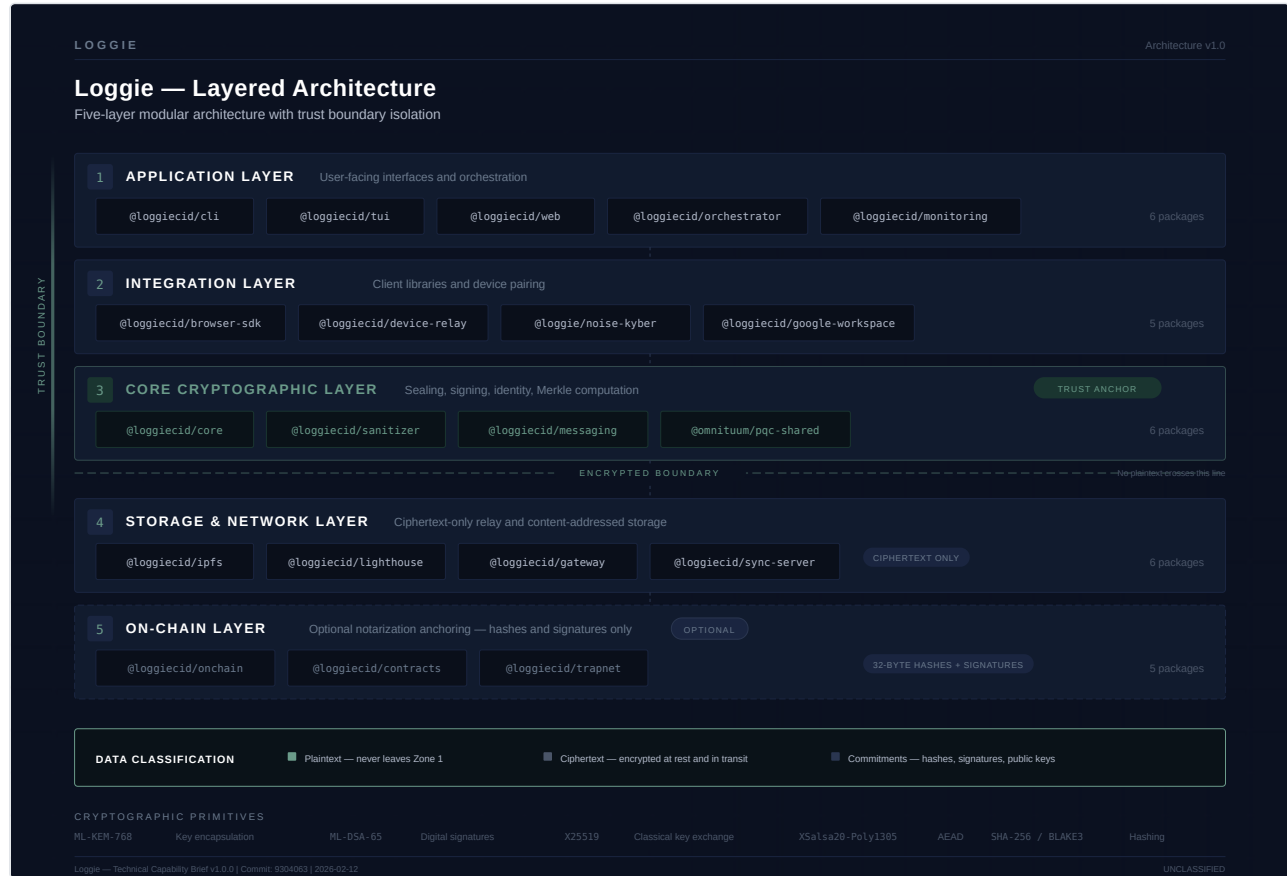 LOGGIE
Architecture v1.0
Loggie — Layered Architecture
Five-layer modular architecture with trust boundary isolation
TRUST BOUNDARY
1 APPLICATION LAYER User-facing interfaces and orchestration
@loggiecid/cli @loggiecid/tui @loggiecid/web @loggiecid/orchestrator @loggiecid/monitoring 6 packages
2 INTEGRATION LAYER Client libraries and device pairing
@loggiecid/browser-sdk @loggiecid/device-relay @loggie/noise-kyber @loggiecid/google-workspace 5 packages
3 CORE CRYPTOGRAPHIC LAYER Sealing, signing, identity, Merkle computation TRUST ANCHOR
@loggiecid/core @loggiecid/sanitizer @loggiecid/messaging @omnituum/pqc-shared 6 packages
ENCRYPTED BOUNDARY No plaintext crosses this line
4 STORAGE & NETWORK LAYER Ciphertext-only relay and content-addressed storage
@loggiecid/ipfs @loggiecid/lighthouse @loggiecid/gateway @loggiecid/sync-server CIPHERTEXT ONLY 6 packages
5 ON-CHAIN LAYER Optional notarization anchoring — hashes and signatures only OPTIONAL
@loggiecid/onchain @loggiecid/contracts @loggiecid/trapnet 32-BYTE HASHES + SIGNATURES 5 packages
DATA CLASSIFICATION Plaintext — never leaves Zone 1 Ciphertext — encrypted at rest and in transit Commitments — hashes, signatures, public keys
CRYPTOGRAPHIC PRIMITIVES
ML-KEM-768 Key encapsulation ML-DSA-65 Digital signatures X25519 Classical key exchange XSalsa20-Poly1305 AEAD SHA-256 / BLAKE3 Hashing
Loggie — Technical Capability Brief v1.0.0 | Commit: 9304063 | 2026-02-12 UNCLASSIFIED